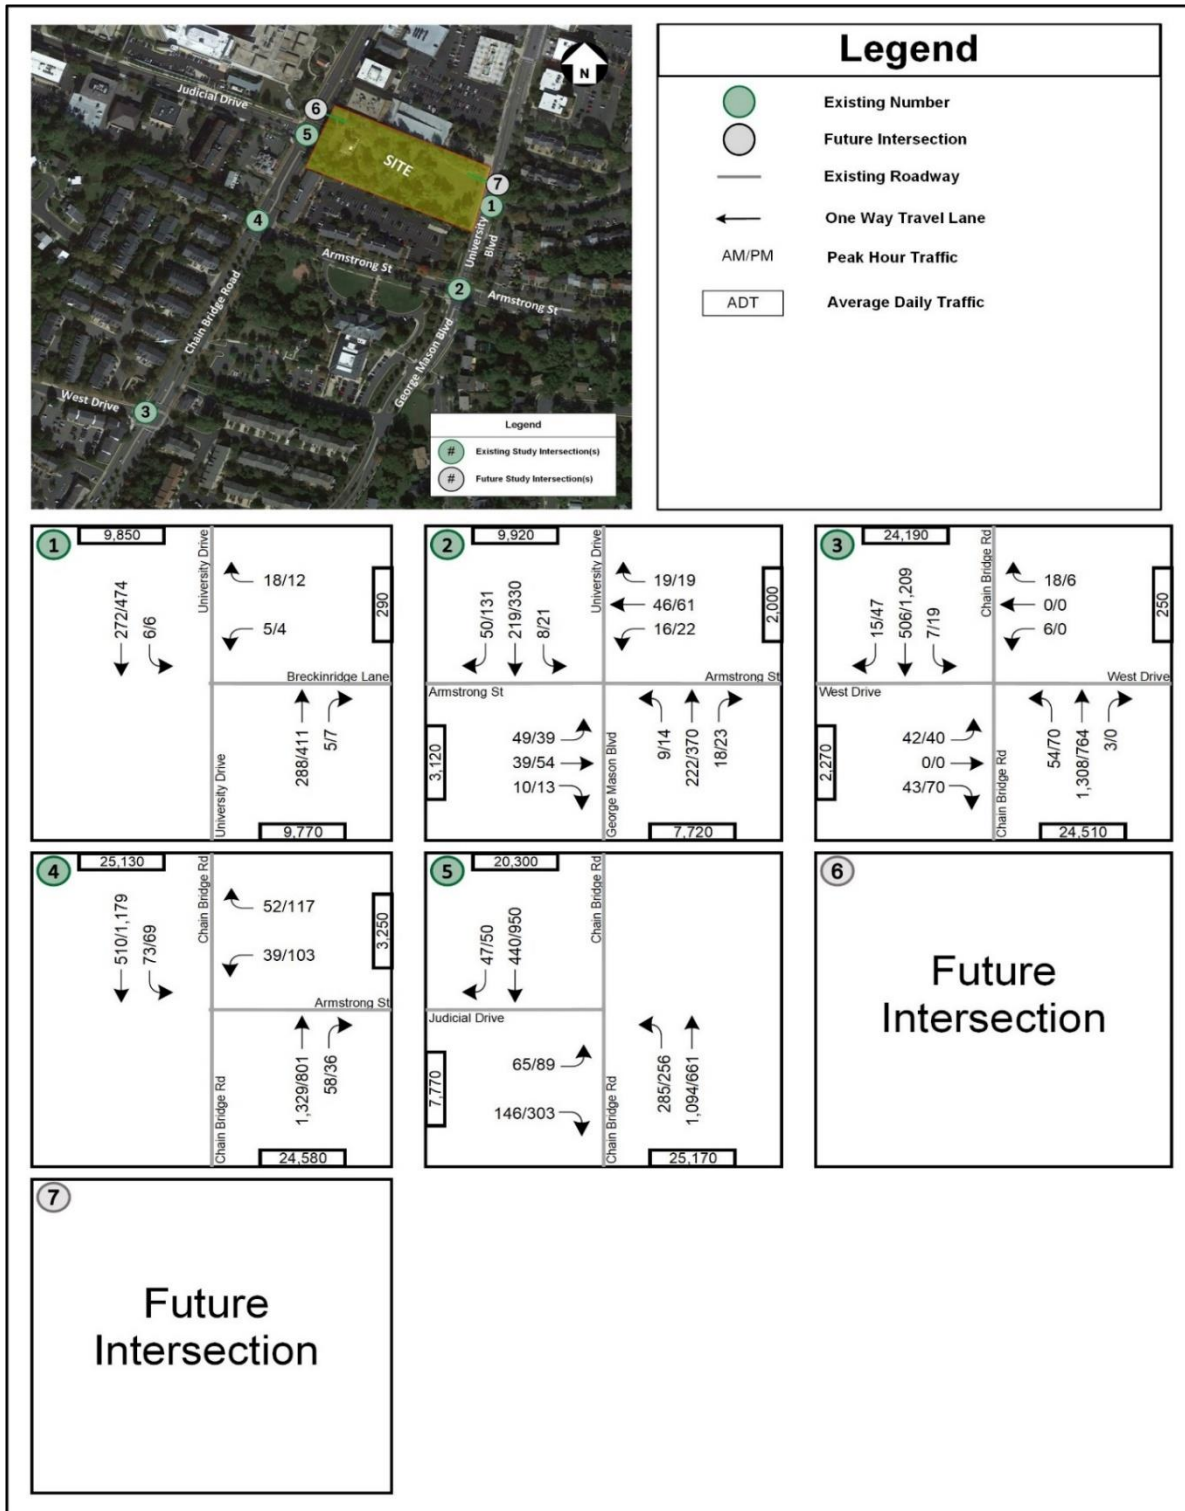 Judicial Drive
6
5
SITE
7
1
University
Blvd
4
Armstrong St
2
Armstrong St
Chain Bridge Road
George Mason Blvd
West Drive
3
N
Legend
# Existing Study Intersection(s)
# Future Study Intersection(s)
Legend
Existing Number
Future Intersection
Existing Roadway
One Way Travel Lane
AM/PM Peak Hour Traffic
ADT Average Daily Traffic
1
9,850
272/474
6/6
University Drive
18/12
5/4
290
Breckinridge Lane
University Drive
288/411
5/7
9,770
2
9,920
50/131
219/330
8/21
University Drive
19/19
46/61
16/22
2,000
Armstrong St
Armstrong St
3,120
49/39
39/54
10/13
George Mason Blvd
9/14
222/370
18/23
7,720
3
24,190
15/47
506/1,209
7/19
Chain Bridge Rd
18/6
0/0
6/0
250
West Drive
West Drive
2,270
42/40
0/0
43/70
Chain Bridge Rd
54/70
1,308/764
3/0
24,510
4
25,130
510/1,179
73/69
Chain Bridge Rd
52/117
39/103
3,250
Armstrong St
Chain Bridge Rd
1,329/801
58/36
24,580
5
20,300
47/50
440/950
Chain Bridge Rd
Judicial Drive
7,770
65/89
146/303
Chain Bridge Rd
285/256
1,094/661
25,170
6
Future
Intersection
7
Future
Intersection